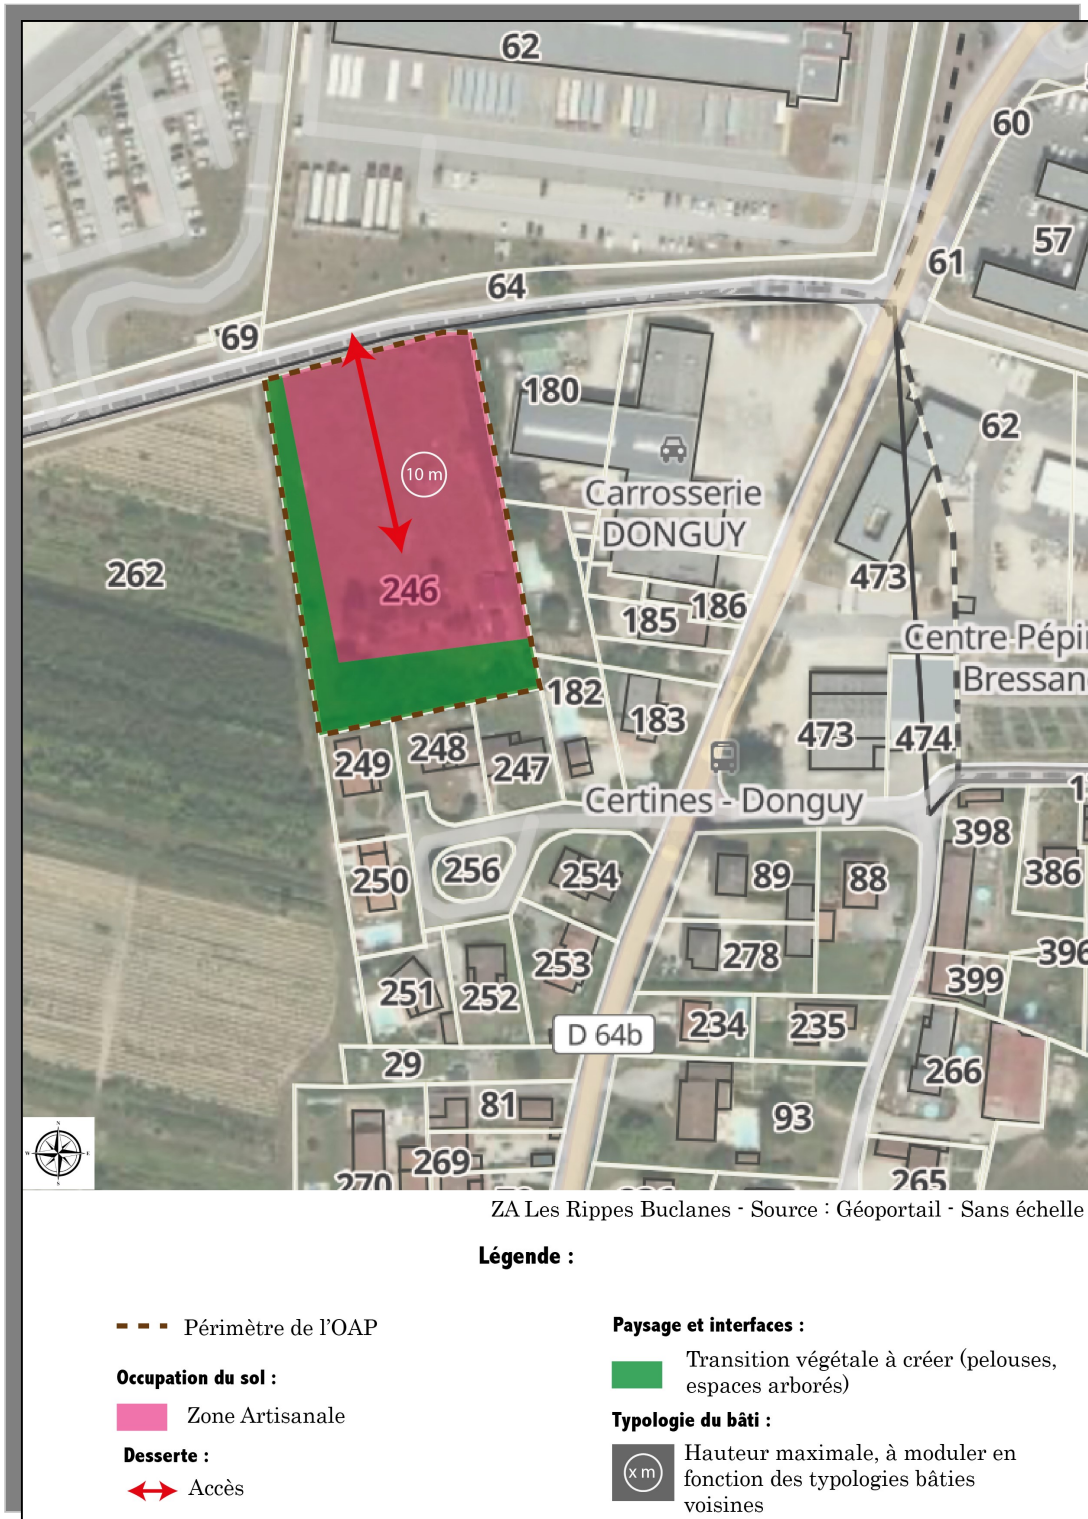 62
60
57
61
64
69
180
62
Carrosserie
DONGUY
10 m
262
246
473
185
186
Centre Pépi
Bressan
182
183
473
474
249
248
247
Certines - Donguy
398
250
256
254
89
88
386
253
278
396
251
252
399
D 64b
234
235
29
266
81
93
269
270
265
N
W
E
S
ZA Les Rippes Buclanes - Source : Géoportail - Sans échelle
Légende :
Périmètre de l'OAP
Occupation du sol :
Zone Artisanale
Desserte :
Accès
Paysage et interfaces :
Transition végétale à créer (pelouses,
espaces arborés)
Typologie du bâti :
x m
Hauteur maximale, à moduler en
fonction des typologies bâties
voisines